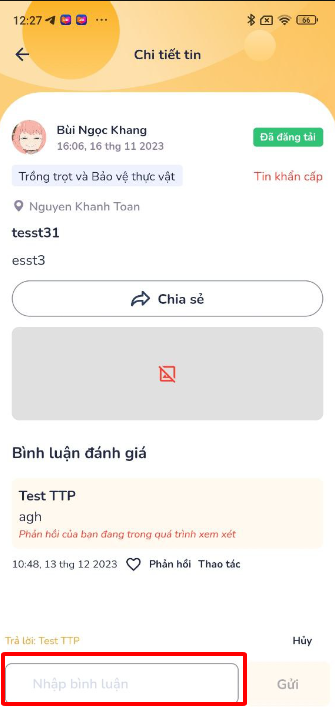 12:27
66
Chi tiết tin
Bùi Ngọc Khang
Đã đăng tải
16:06, 16 thg 11 2023
Trồng trọt và Bảo vệ thực vật
Tin khẩn cấp
Nguyen Khanh Toan
tesst31
esst3
Chia sẻ
Bình luận đánh giá
Test TTP
agh
Phản hồi của bạn đang trong quá trình xem xét
10:48, 13 thg 12 2023
Phản hồi
Thao tác
Trả lời: Test TTP
Hủy
Nhập bình luận
Gửi